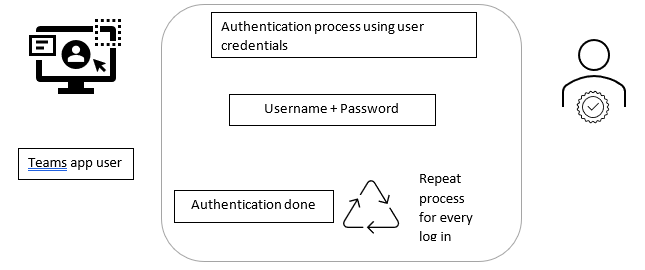 Authentication process using user
credentials
Username + Password
Teams app user
Authentication done
Repeat
process
for every
log in